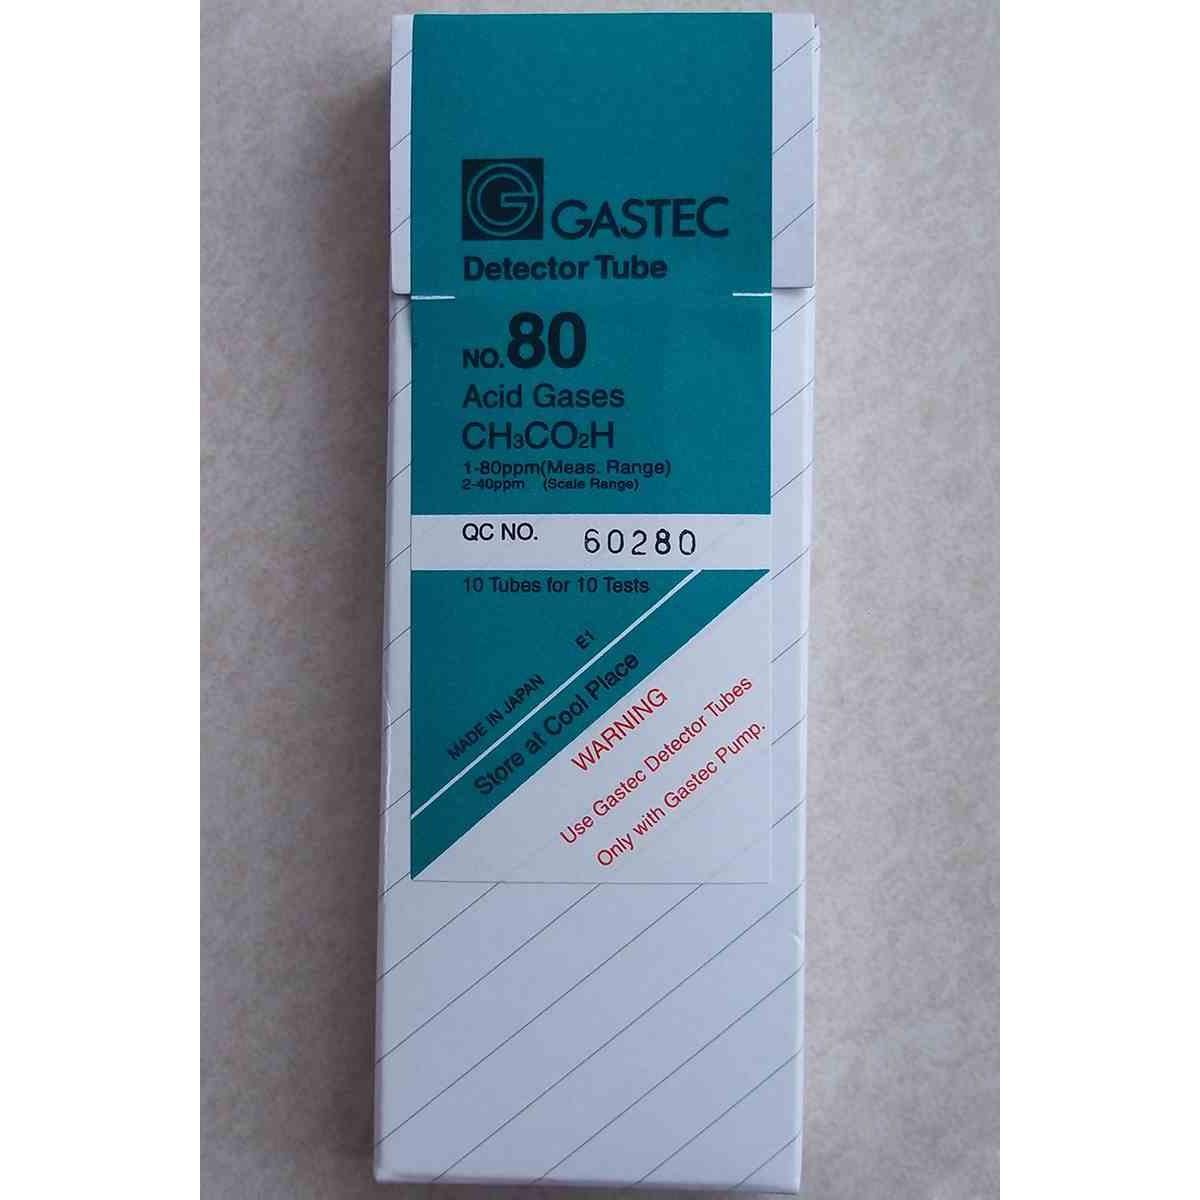 GASTEC
Detector Tube
NO. 80
Acid Gases
CH₃CO₂H
1-80ppm(Meas. Range)
2-40ppm (Scale Range)
QC NO. 60280
10 Tubes for 10 Tests
E1
MADE IN JAPAN
Store at Cool Place
WARNING
Use Gastec Detector Tubes
Only with Gastec Pump.